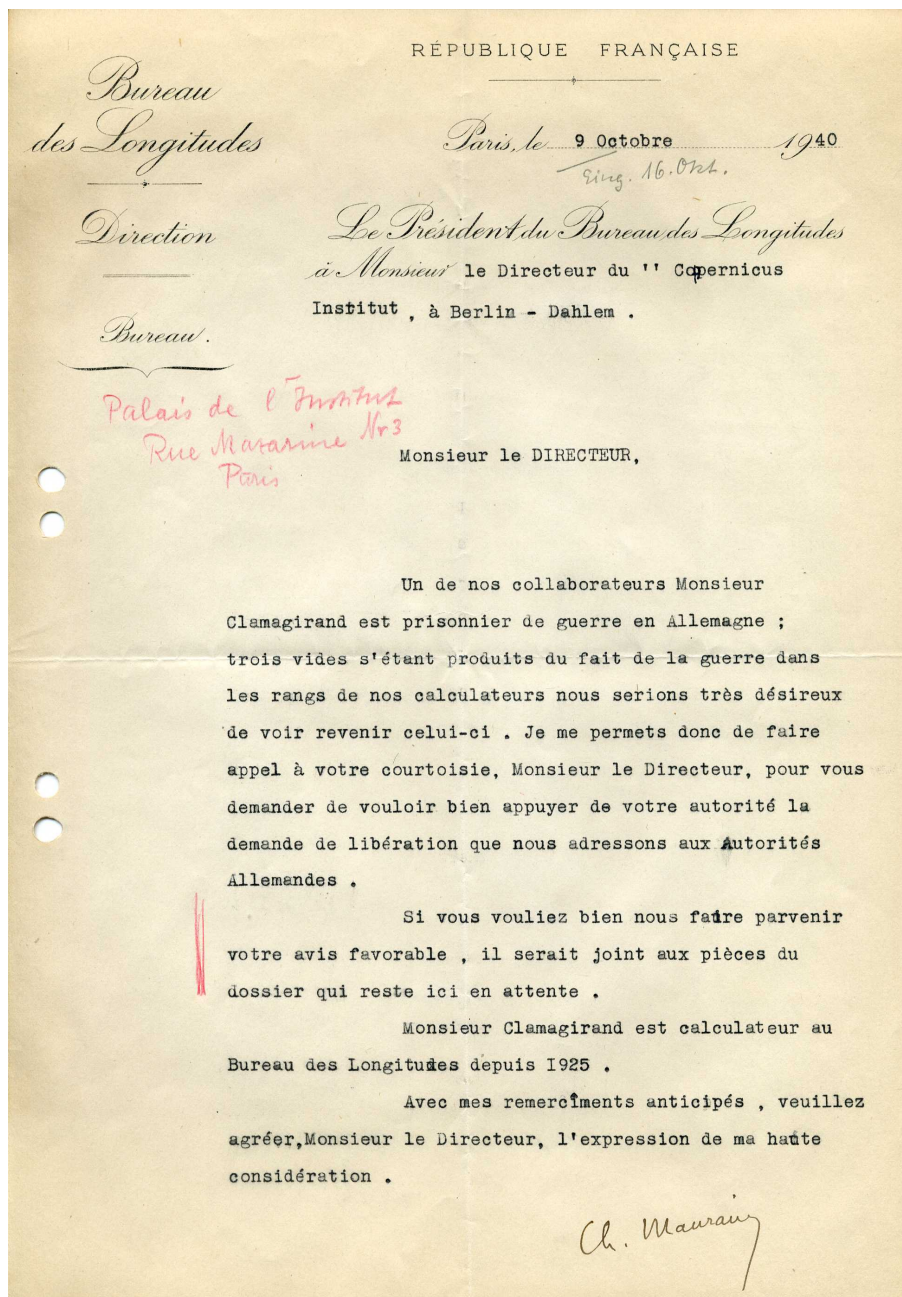 RÉPUBLIQUE FRANÇAISE
Bureau
des Longitudes
Paris, le 9 Octobre 1940
Eing. 16. Okt.
Direction
Le Président du Bureau des Longitudes
à Monsieur le Directeur du '' Copernicus
Institut , à Berlin - Dahlem .
Bureau.
Palais de l'Institut
Rue Mazarine Nr 3
Paris
Monsieur le DIRECTEUR,
Un de nos collaborateurs Monsieur
Clamagirand est prisonnier de guerre en Allemagne ;
trois vides s'étant produits du fait de la guerre dans
les rangs de nos calculateurs nous serions très désireux
de voir revenir celui-ci . Je me permets donc de faire
appel à votre courtoisie, Monsieur le Directeur, pour vous
demander de vouloir bien appuyer de votre autorité la
demande de libération que nous adressons aux Autorités
Allemandes .
Si vous vouliez bien nous faire parvenir
votre avis favorable , il serait joint aux pièces du
dossier qui reste ici en attente .
Monsieur Clamagirand est calculateur au
Bureau des Longitudes depuis I925 .
Avec mes remercîments anticipés , veuillez
agréer,Monsieur le Directeur, l'expression de ma haute
considération .
Ch. Maurain